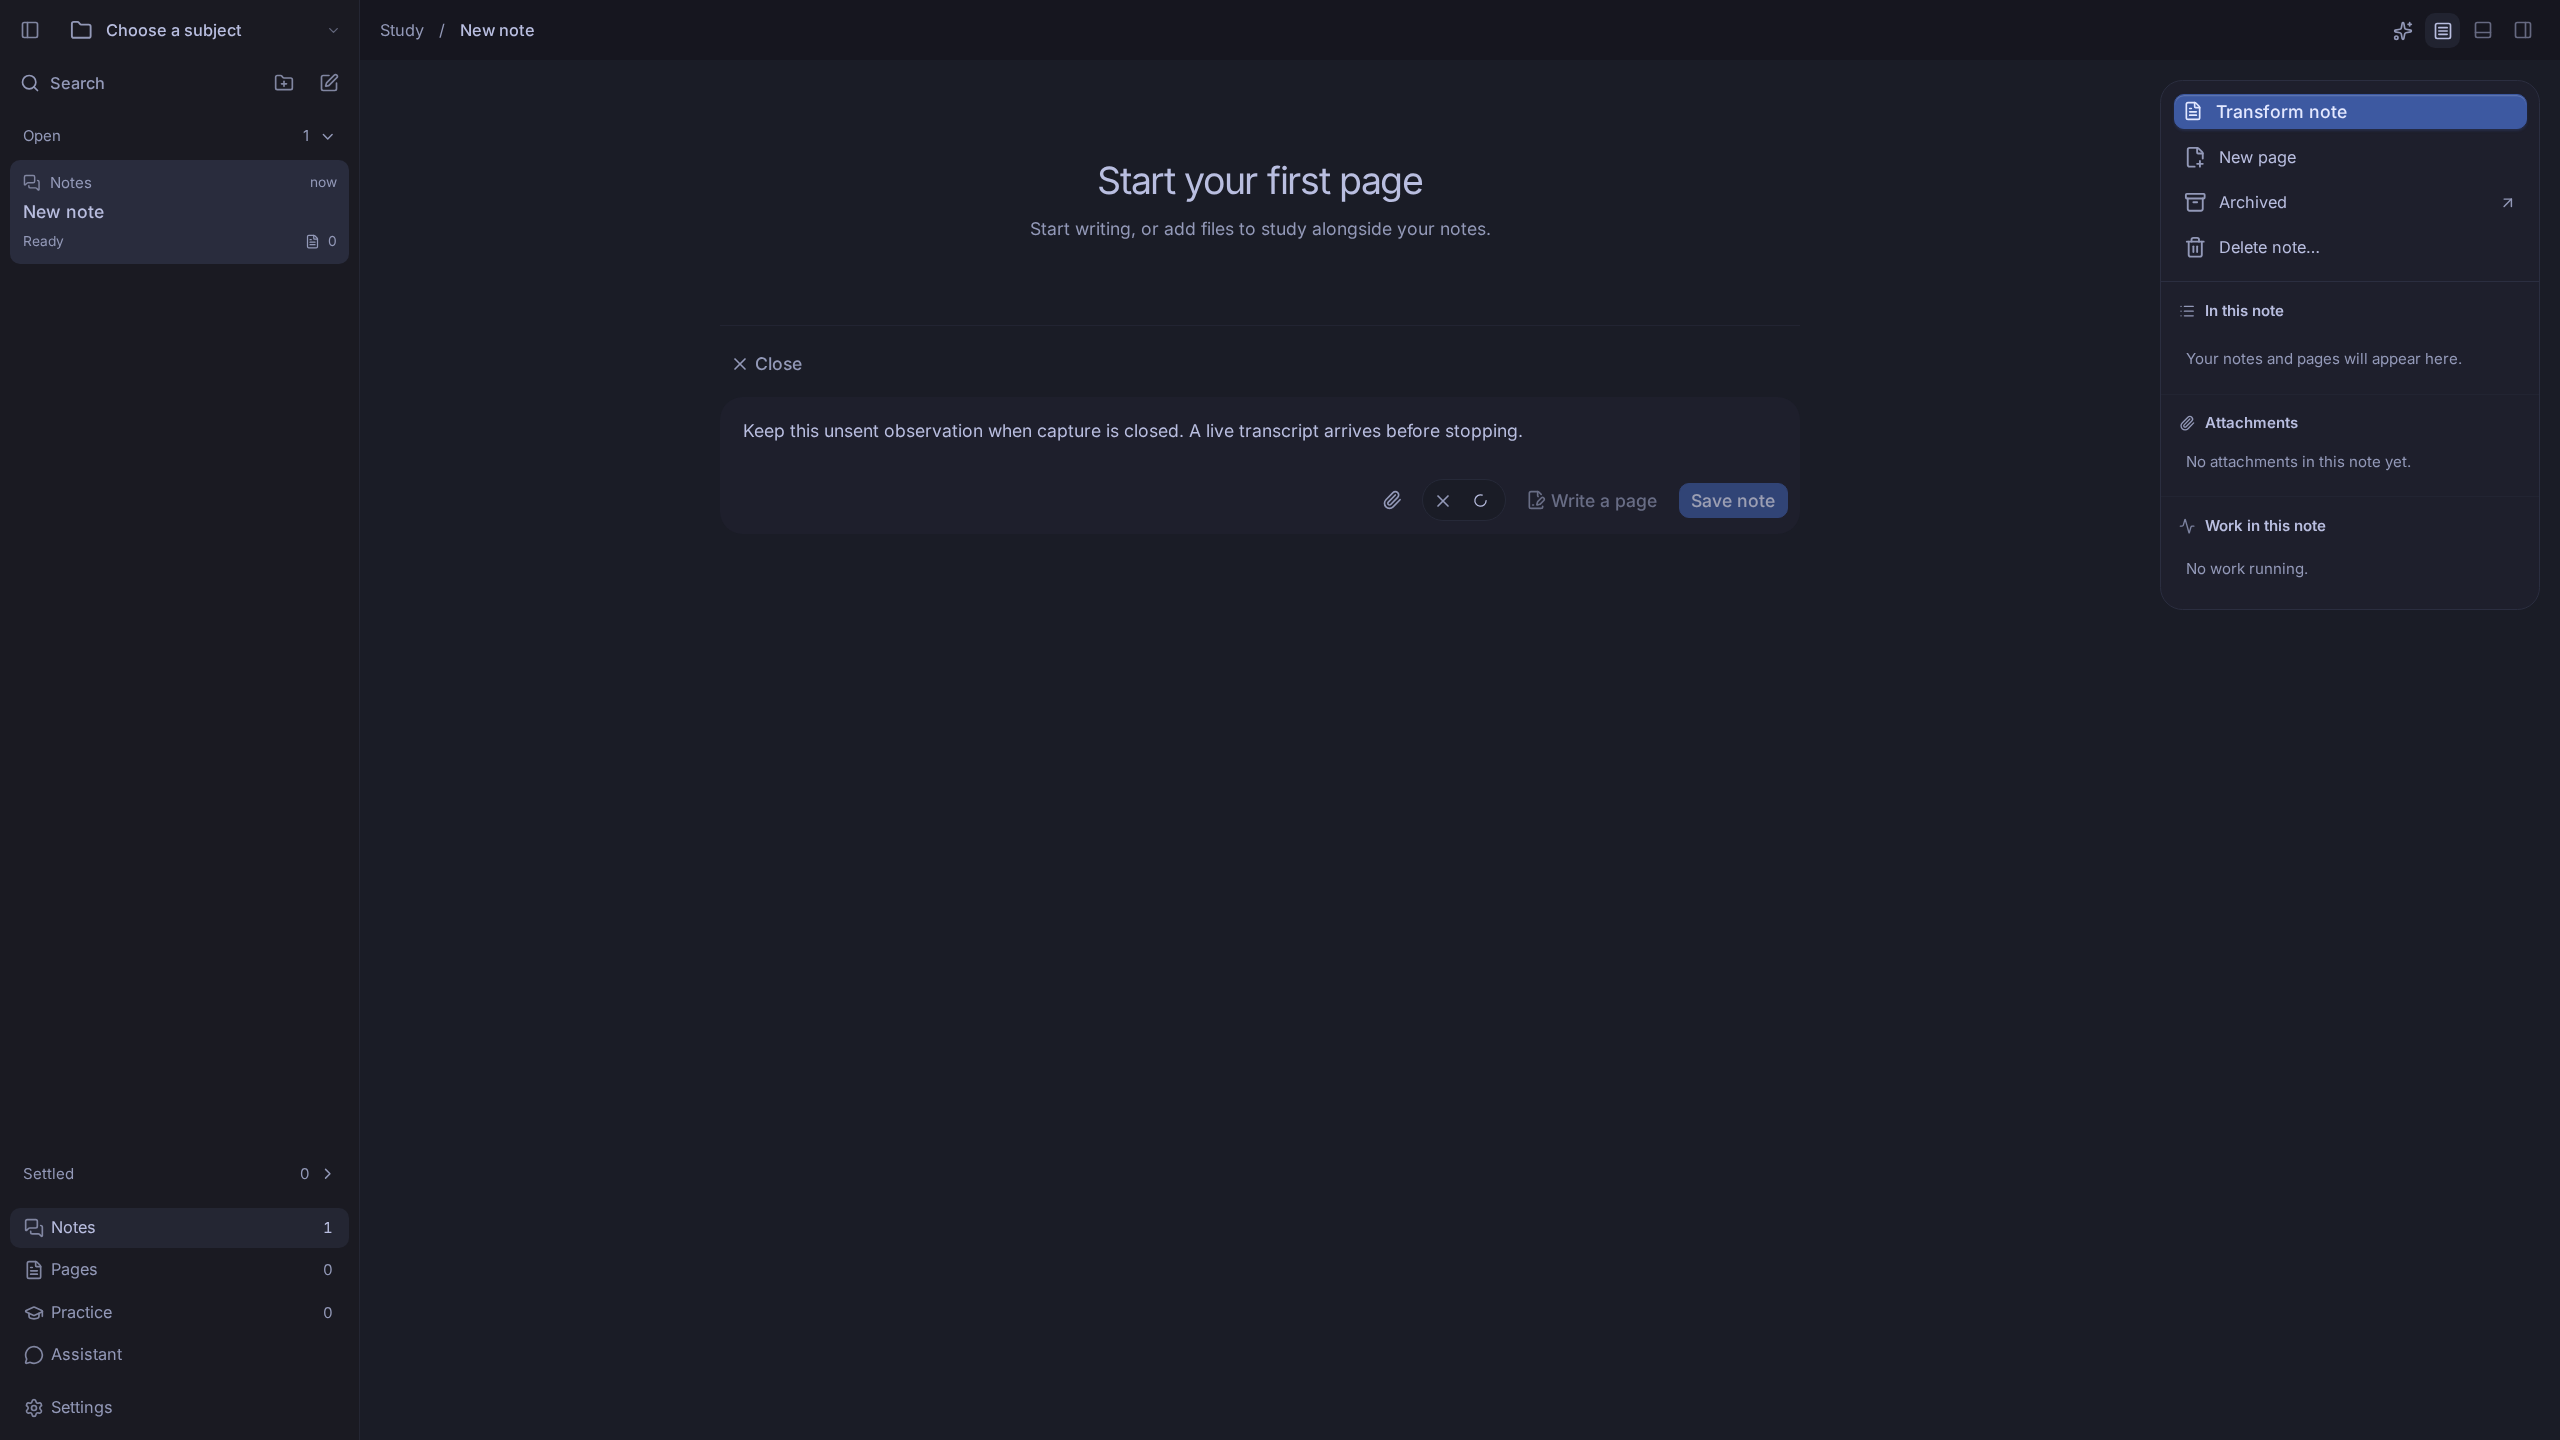 Choose a subject
Search
Open 1
Notes now
New note
Ready 0
Settled 0
Notes 1
Pages 0
Practice 0
Assistant
Settings
Study / New note
Start your first page
Start writing, or add files to study alongside your notes.
Close
Keep this unsent observation when capture is closed. A live transcript arrives before stopping.
Write a page Save note
Transform note
New page
Archived
Delete note...
In this note
Your notes and pages will appear here.
Attachments
No attachments in this note yet.
Work in this note
No work running.